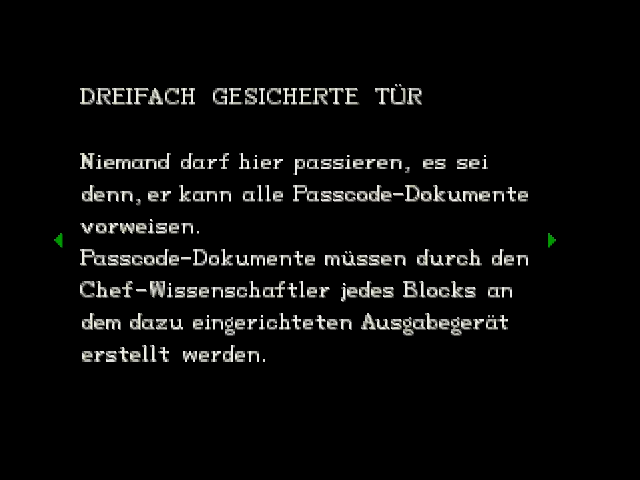 DREIFACH GESICHERTE TÜR
Niemand darf hier passieren, es sei
denn, er kann alle Passcode-Dokumente
vorweisen.
Passcode-Dokumente müssen durch den
Chef-Wissenschaftler jedes Blocks an
dem dazu eingerichteten Ausgabegerät
erstellt werden.